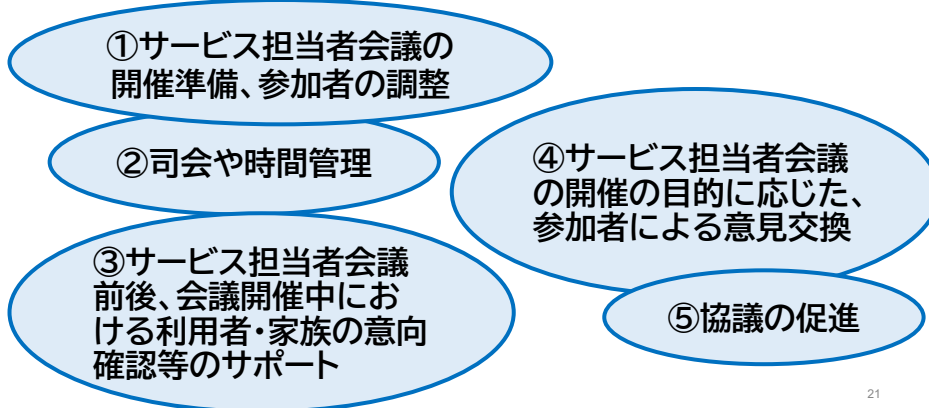 ①サービス担当者会議の
開催準備、参加者の調整
②司会や時間管理
③サービス担当者会議
前後、会議開催中にお
ける利用者・家族の意向
確認等のサポート
④サービス担当者会議
の開催の目的に応じた、
参加者による意見交換
⑤協議の促進
21